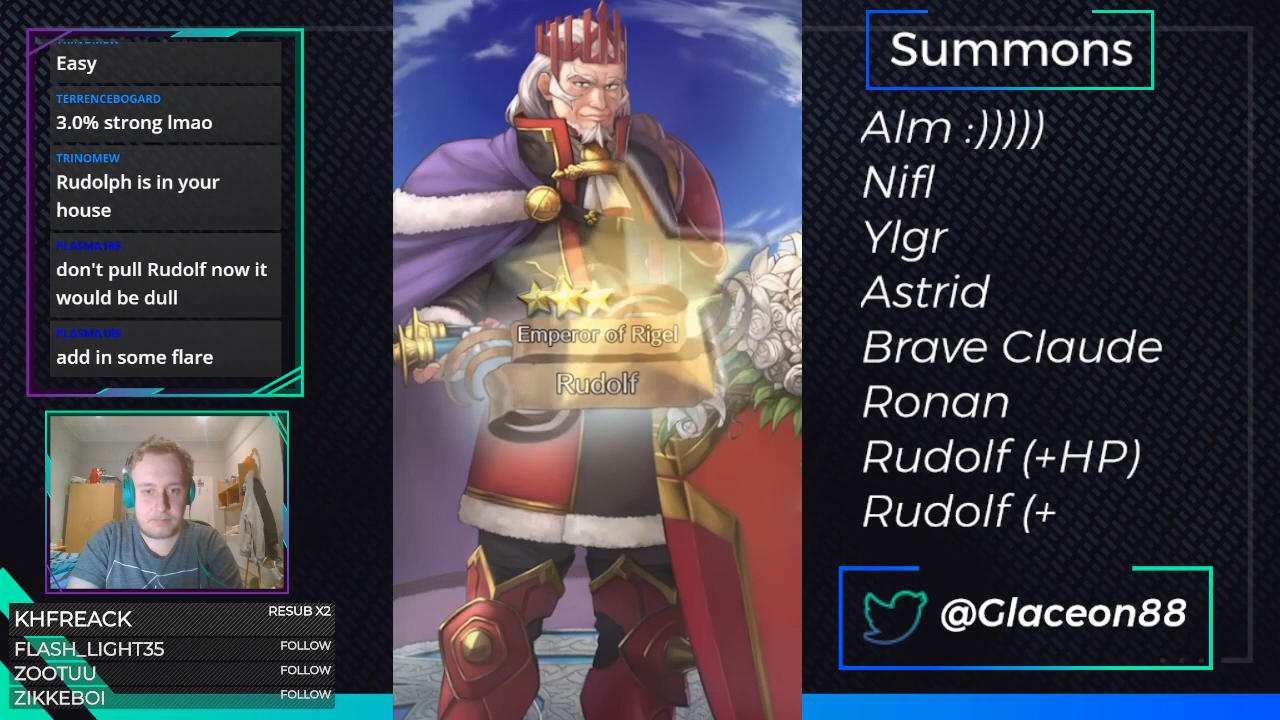 Easy
TERRENCEBOGARD
3.0% strong lmao
TRINOMEW
Rudolph is in your
house
PLASMA185
don't pull Rudolf now it
would be dull
PLASMA185
add in some flare
KHFREACK RESUB X2
FLASH_LIGHT35 FOLLOW
ZOOTUU FOLLOW
ZIKKEBOI FOLLOW
Emperor of Rigel
Rudolf
Summons
Alm :)))))
Nifl
Ylgr
Astrid
Brave Claude
Ronan
Rudolf (+HP)
Rudolf (+
@Glaceon88